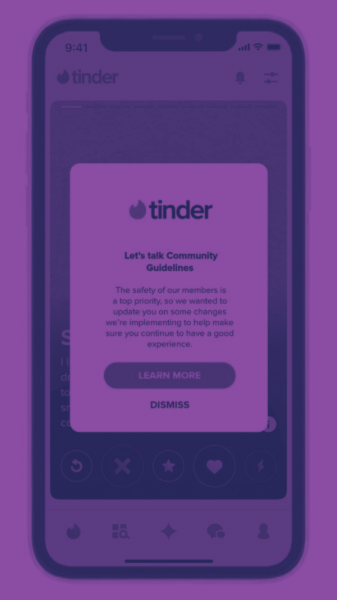 9:41
tinder
tinder
Let's talk Community
Guidelines
The safety of our members is
a top priority, so we wanted to
update you on some changes
we're implementing to help make
sure you continue to have a good
experience.
LEARN MORE
DISMISS